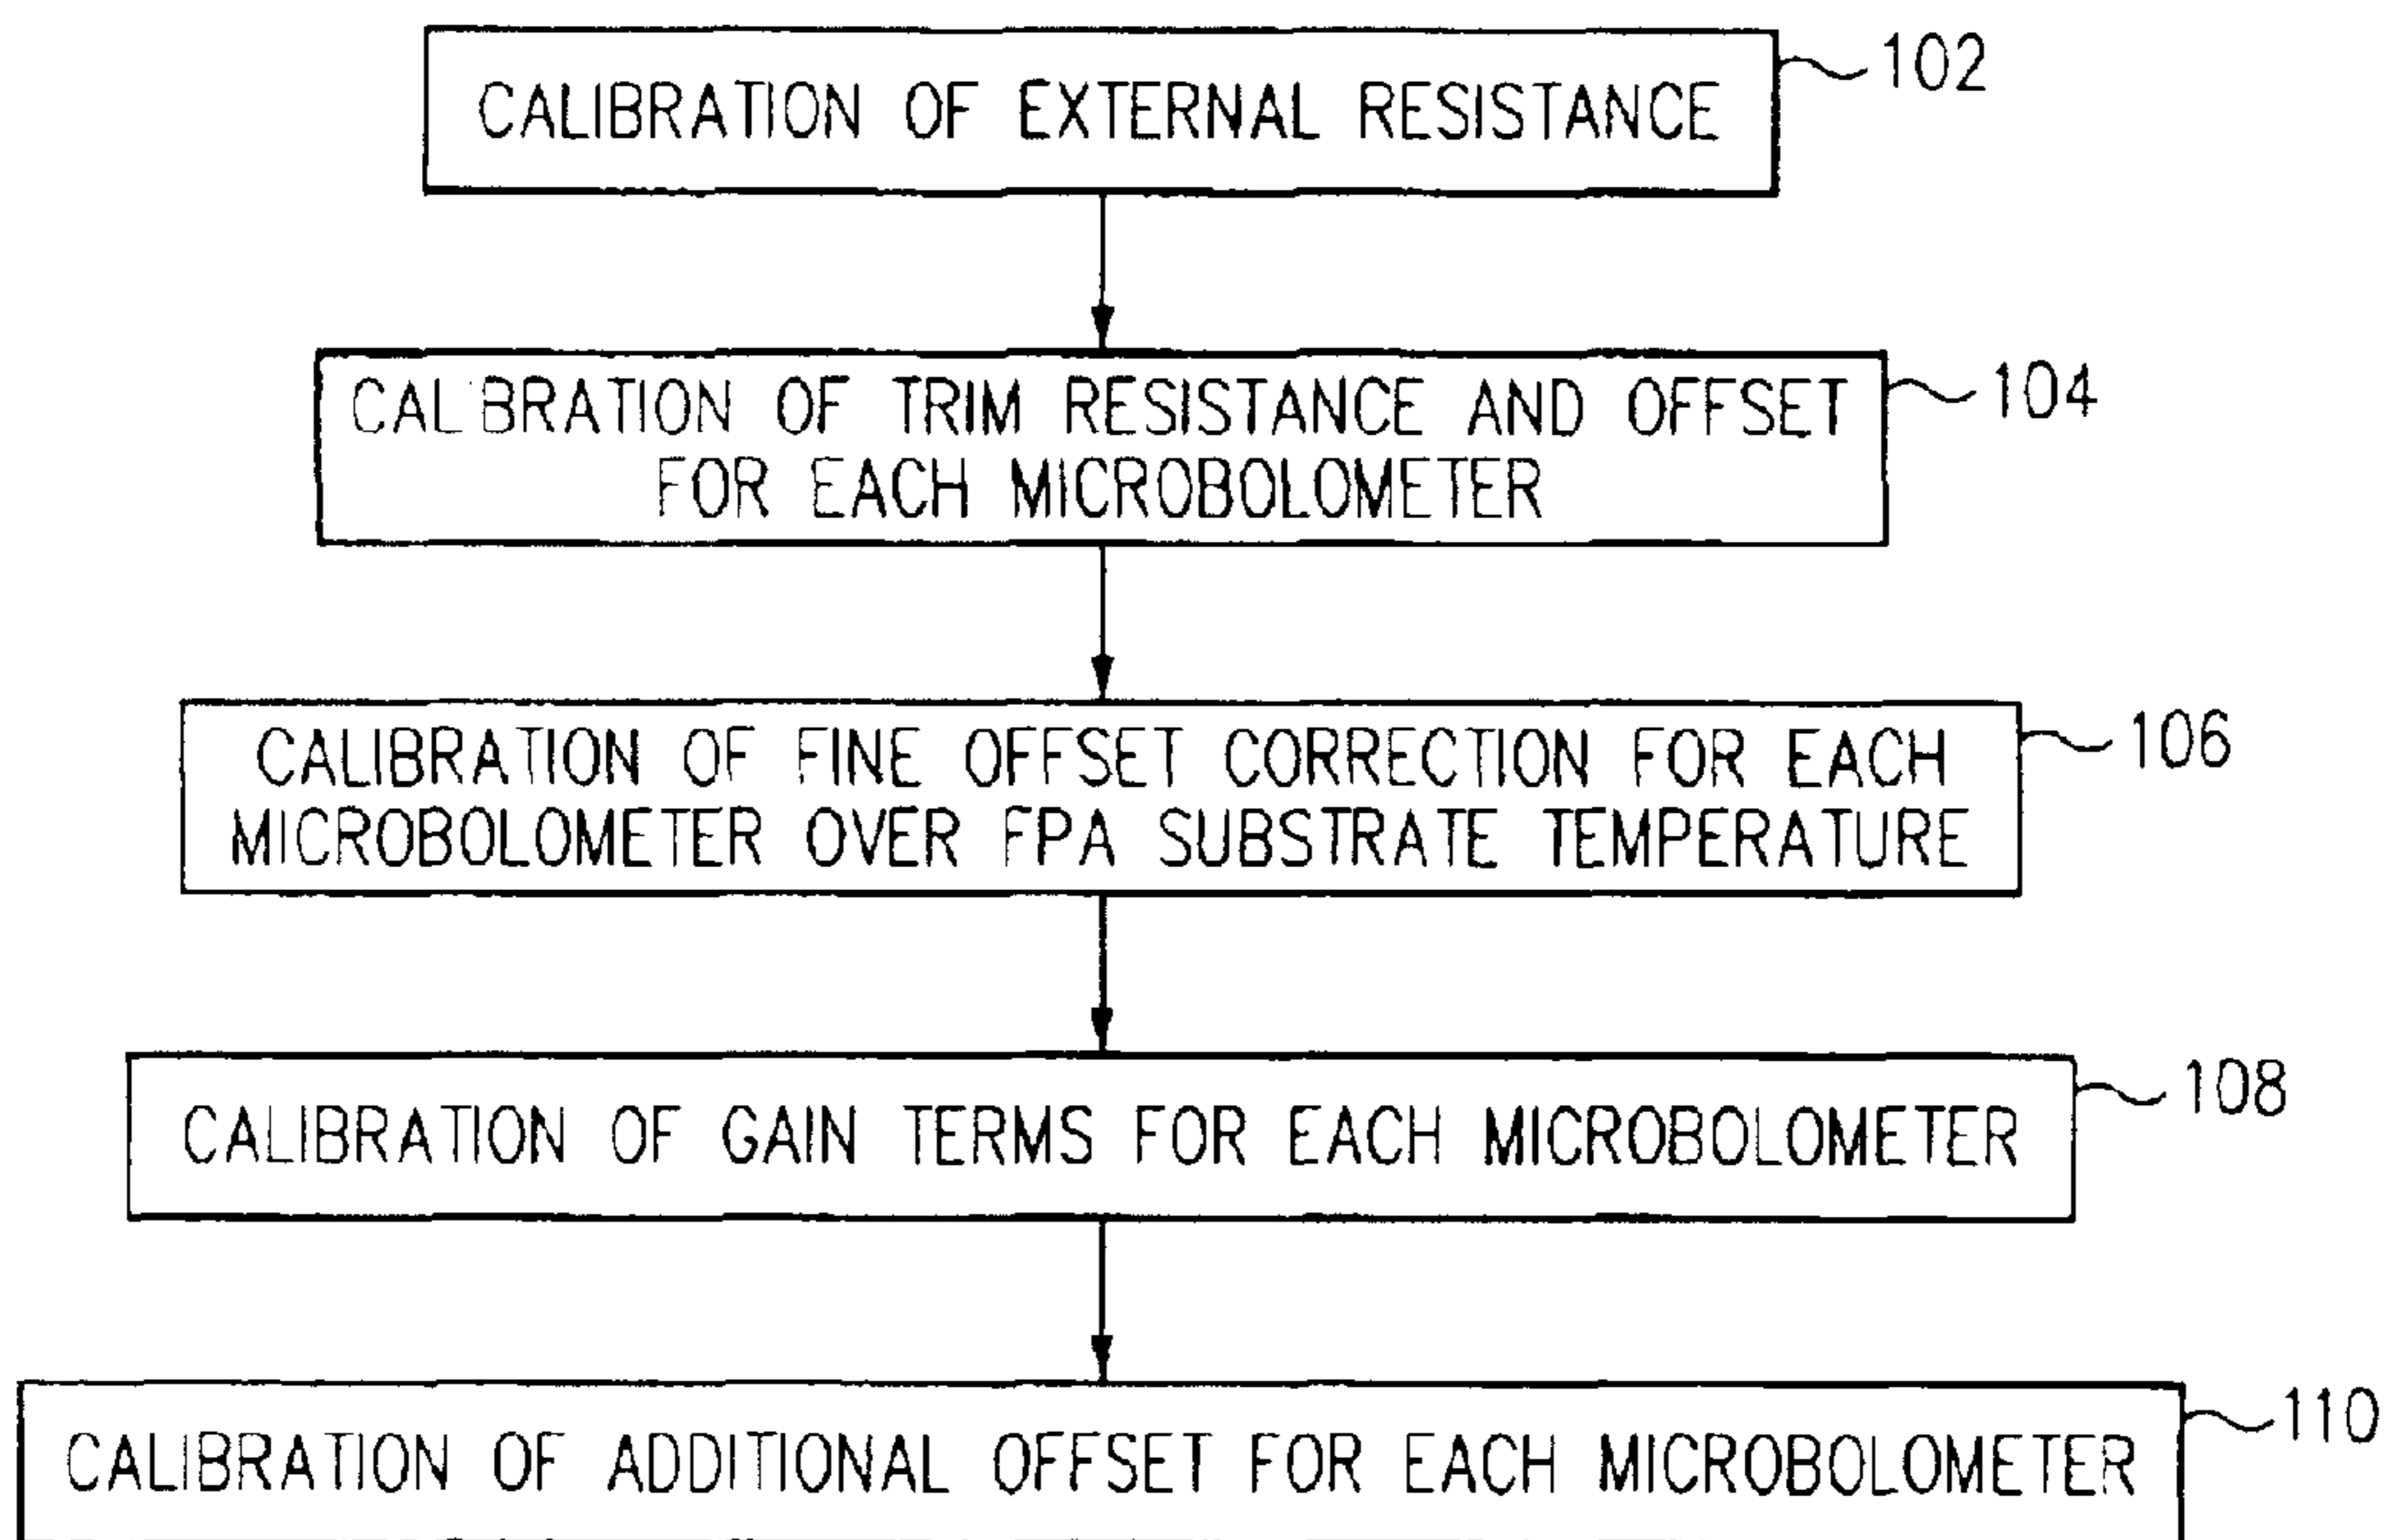 CALIBRATION OF EXTERNAL RESISTANCE
102
CALIBRATION OF TRIM RESISTANCE AND OFFSET
FOR EACH MICROBOLOMETER
104
CALIBRATION OF FINE OFFSET CORRECTION FOR EACH
MICROBOLOMETER OVER FPA SUBSTRATE TEMPERATURE
106
CALIBRATION OF GAIN TERMS FOR EACH MICROBOLOMETER
108
CALIBRATION OF ADDITIONAL OFFSET FOR EACH MICROBOLOMETER
110